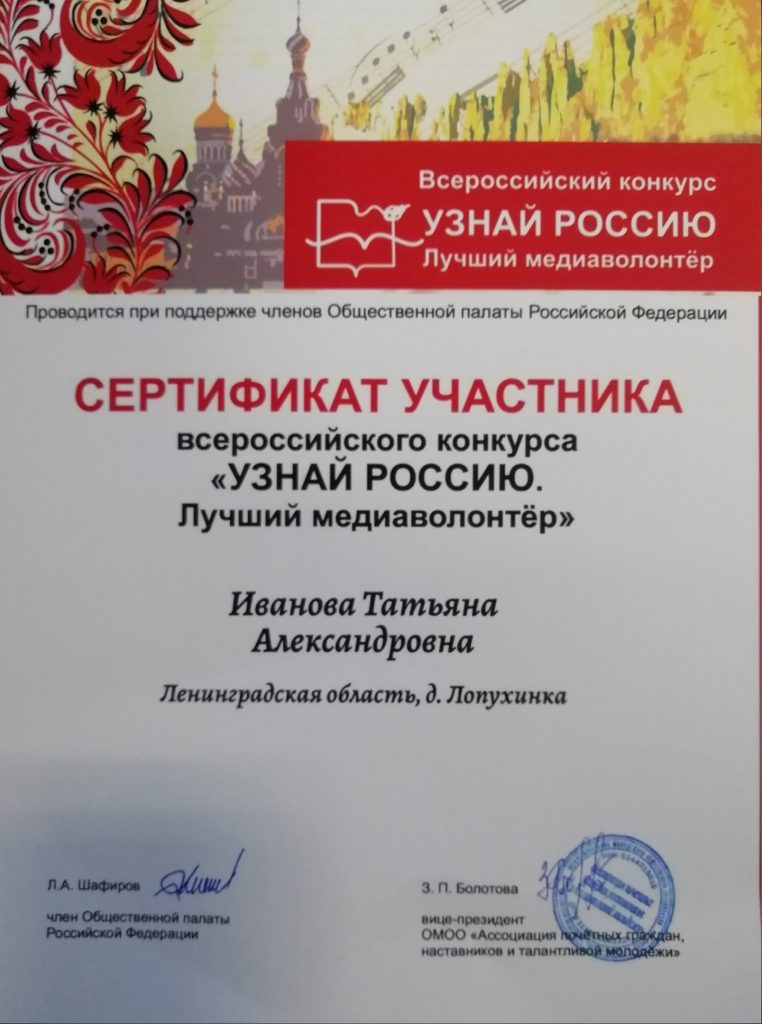 Всероссийский конкурс
УЗНАЙ РОССИЮ
Лучший медиаволонтёр
Проводится при поддержке членов Общественной палаты Российской Федерации
СЕРТИФИКАТ УЧАСТНИКА
всероссийского конкурса
«УЗНАЙ РОССИЮ.
Лучший медиаволонтёр»
Иванова Татьяна
Александровна
Ленинградская область, д. Лопухинка
Л.А. Шафиров
член Общественной палаты
Российской Федерации
З. П. Болотова
вице-президент
ОМОО «Ассоциация почётных граждан,
наставников и талантливой молодёжи»